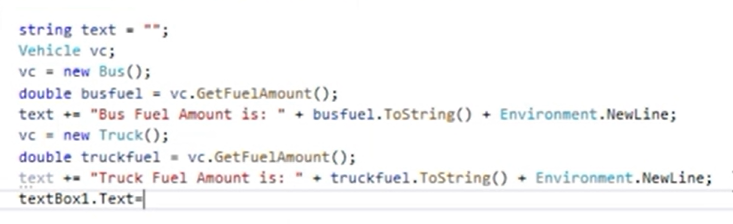 string text = "";
Vehicle vc;
vc = new Bus();
double busfuel = vc.GetFuelAmount();
text += "Bus Fuel Amount is: " + busfuel.ToString() + Environment.NewLine;
vc = new Truck();
double truckfuel = vc.GetFuelAmount();
text += "Truck Fuel Amount is: " + truckfuel.ToString() + Environment.NewLine;
textBox1.Text=